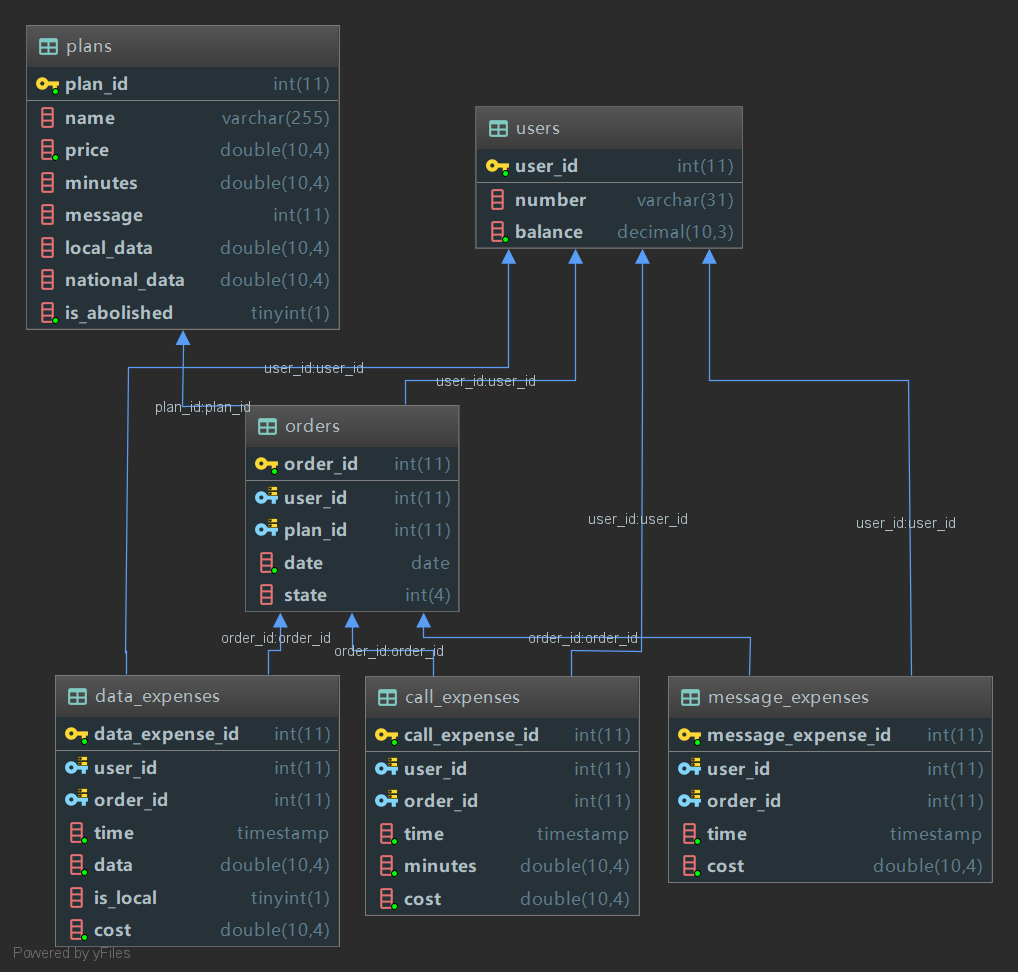 plans
plan_id int(11)
name varchar(255)
price double(10,4)
minutes double(10,4)
message int(11)
local_data double(10,4)
national_data double(10,4)
is_abolished tinyint(1)
users
user_id int(11)
number varchar(31)
balance decimal(10,3)
user_id:user_id
user_id:user_id
plan_id:plan_id
orders
order_id int(11)
user_id int(11)
plan_id int(11)
date date
state int(4)
user_id:user_id
user_id:user_id
order_id:order_id
order_id:order_id
order_id:order_id
data_expenses
data_expense_id int(11)
user_id int(11)
order_id int(11)
time timestamp
data double(10,4)
is_local tinyint(1)
cost double(10,4)
call_expenses
call_expense_id int(11)
user_id int(11)
order_id int(11)
time timestamp
minutes double(10,4)
cost double(10,4)
message_expenses
message_expense_id int(11)
user_id int(11)
order_id int(11)
time timestamp
cost double(10,4)
Powered by yFiles